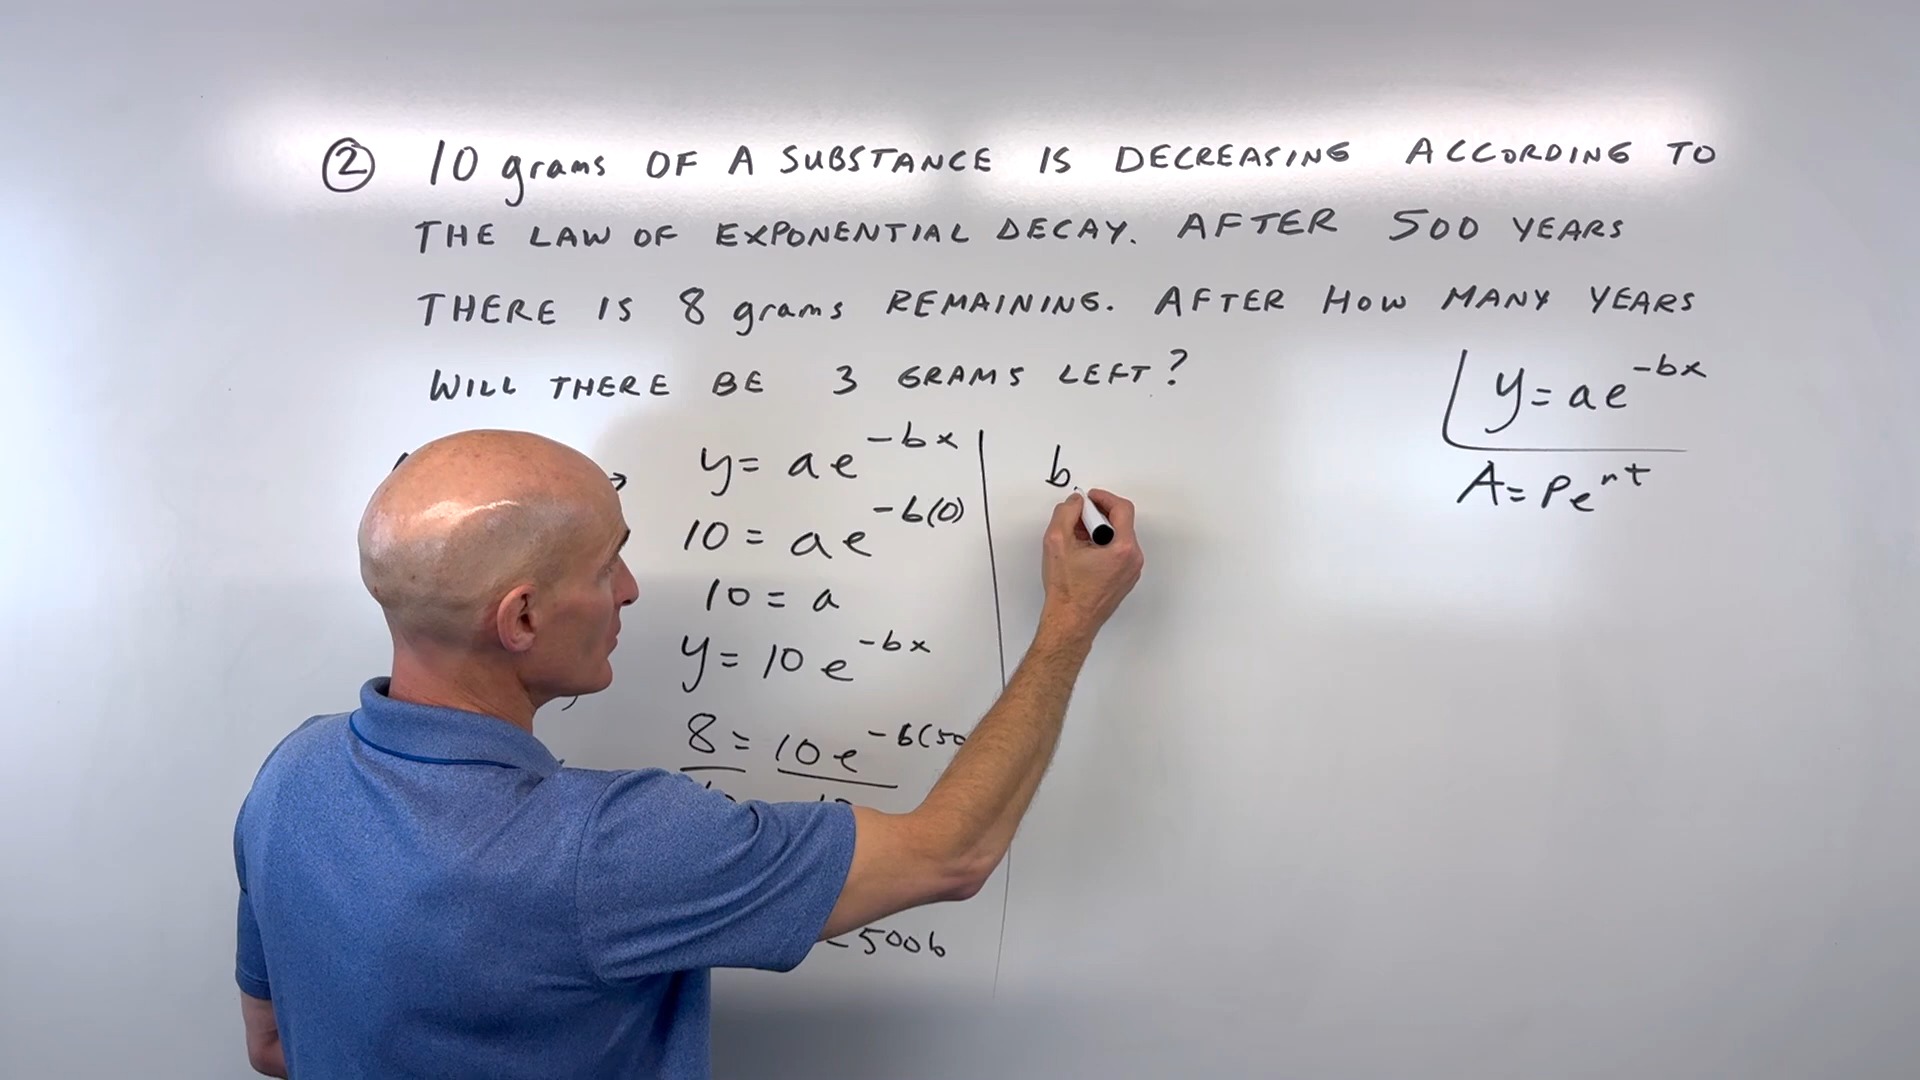 ② 10 grams OF A SUBSTANCE IS DECREASING ACCORDING TO
THE LAW OF EXPONENTIAL DECAY. AFTER 500 YEARS
THERE IS 8 grams REMAINING. AFTER HOW MANY YEARS
WILL THERE BE 3 GRAMS LEFT?
y = ae^{-bx}
10 = ae^{-b(0)}
10 = a
y = 10e^{-bx}
8 = 10e^{-b(50
-500b
b
y = ae^{-bx}
A = Pe^{rt}